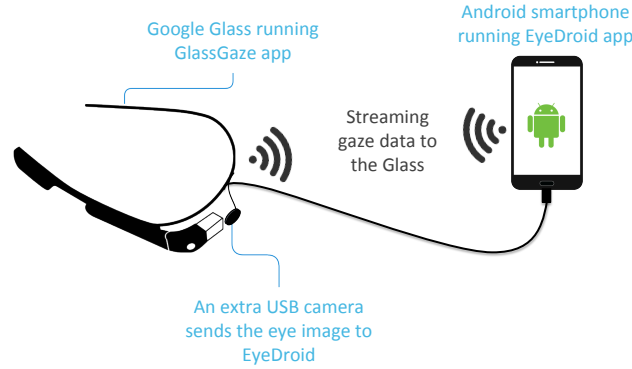 Google Glass running
GlassGaze app
Android smartphone
running EyeDroid app
Streaming
gaze data to
the Glass
An extra USB camera
sends the eye image to
EyeDroid